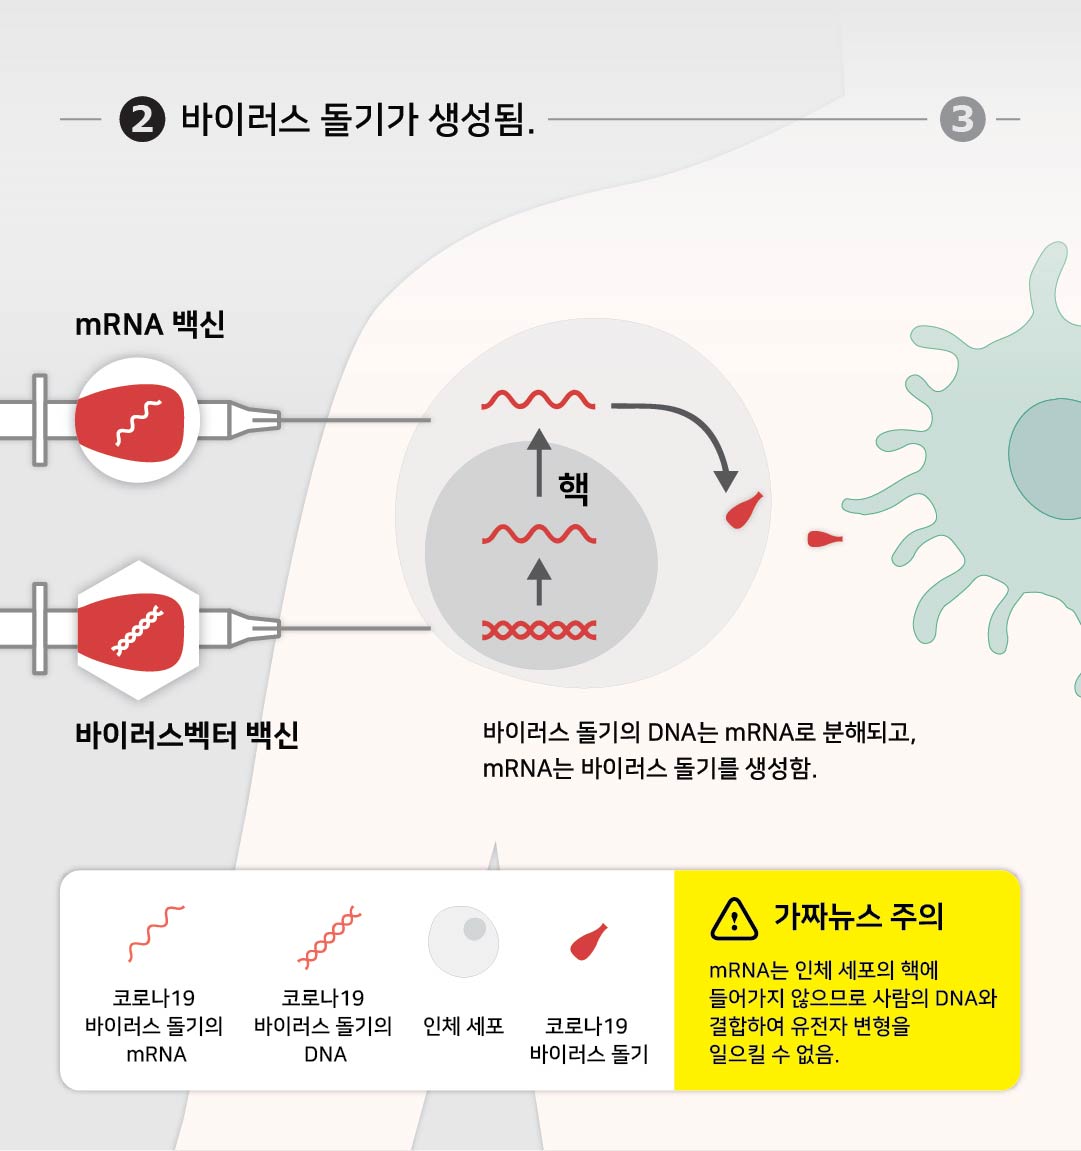 2 바이러스 돌기가 생성됨.
3
mRNA 백신
핵
바이러스벡터 백신
바이러스 돌기의 DNA는 mRNA로 분해되고,
mRNA는 바이러스 돌기를 생성함.
코로나19
바이러스 돌기의
mRNA
코로나19
바이러스 돌기의
DNA
인체 세포
코로나19
바이러스 돌기
가짜뉴스 주의
mRNA는 인체 세포의 핵에
들어가지 않으므로 사람의 DNA와
결합하여 유전자 변형을
일으킬 수 없음.